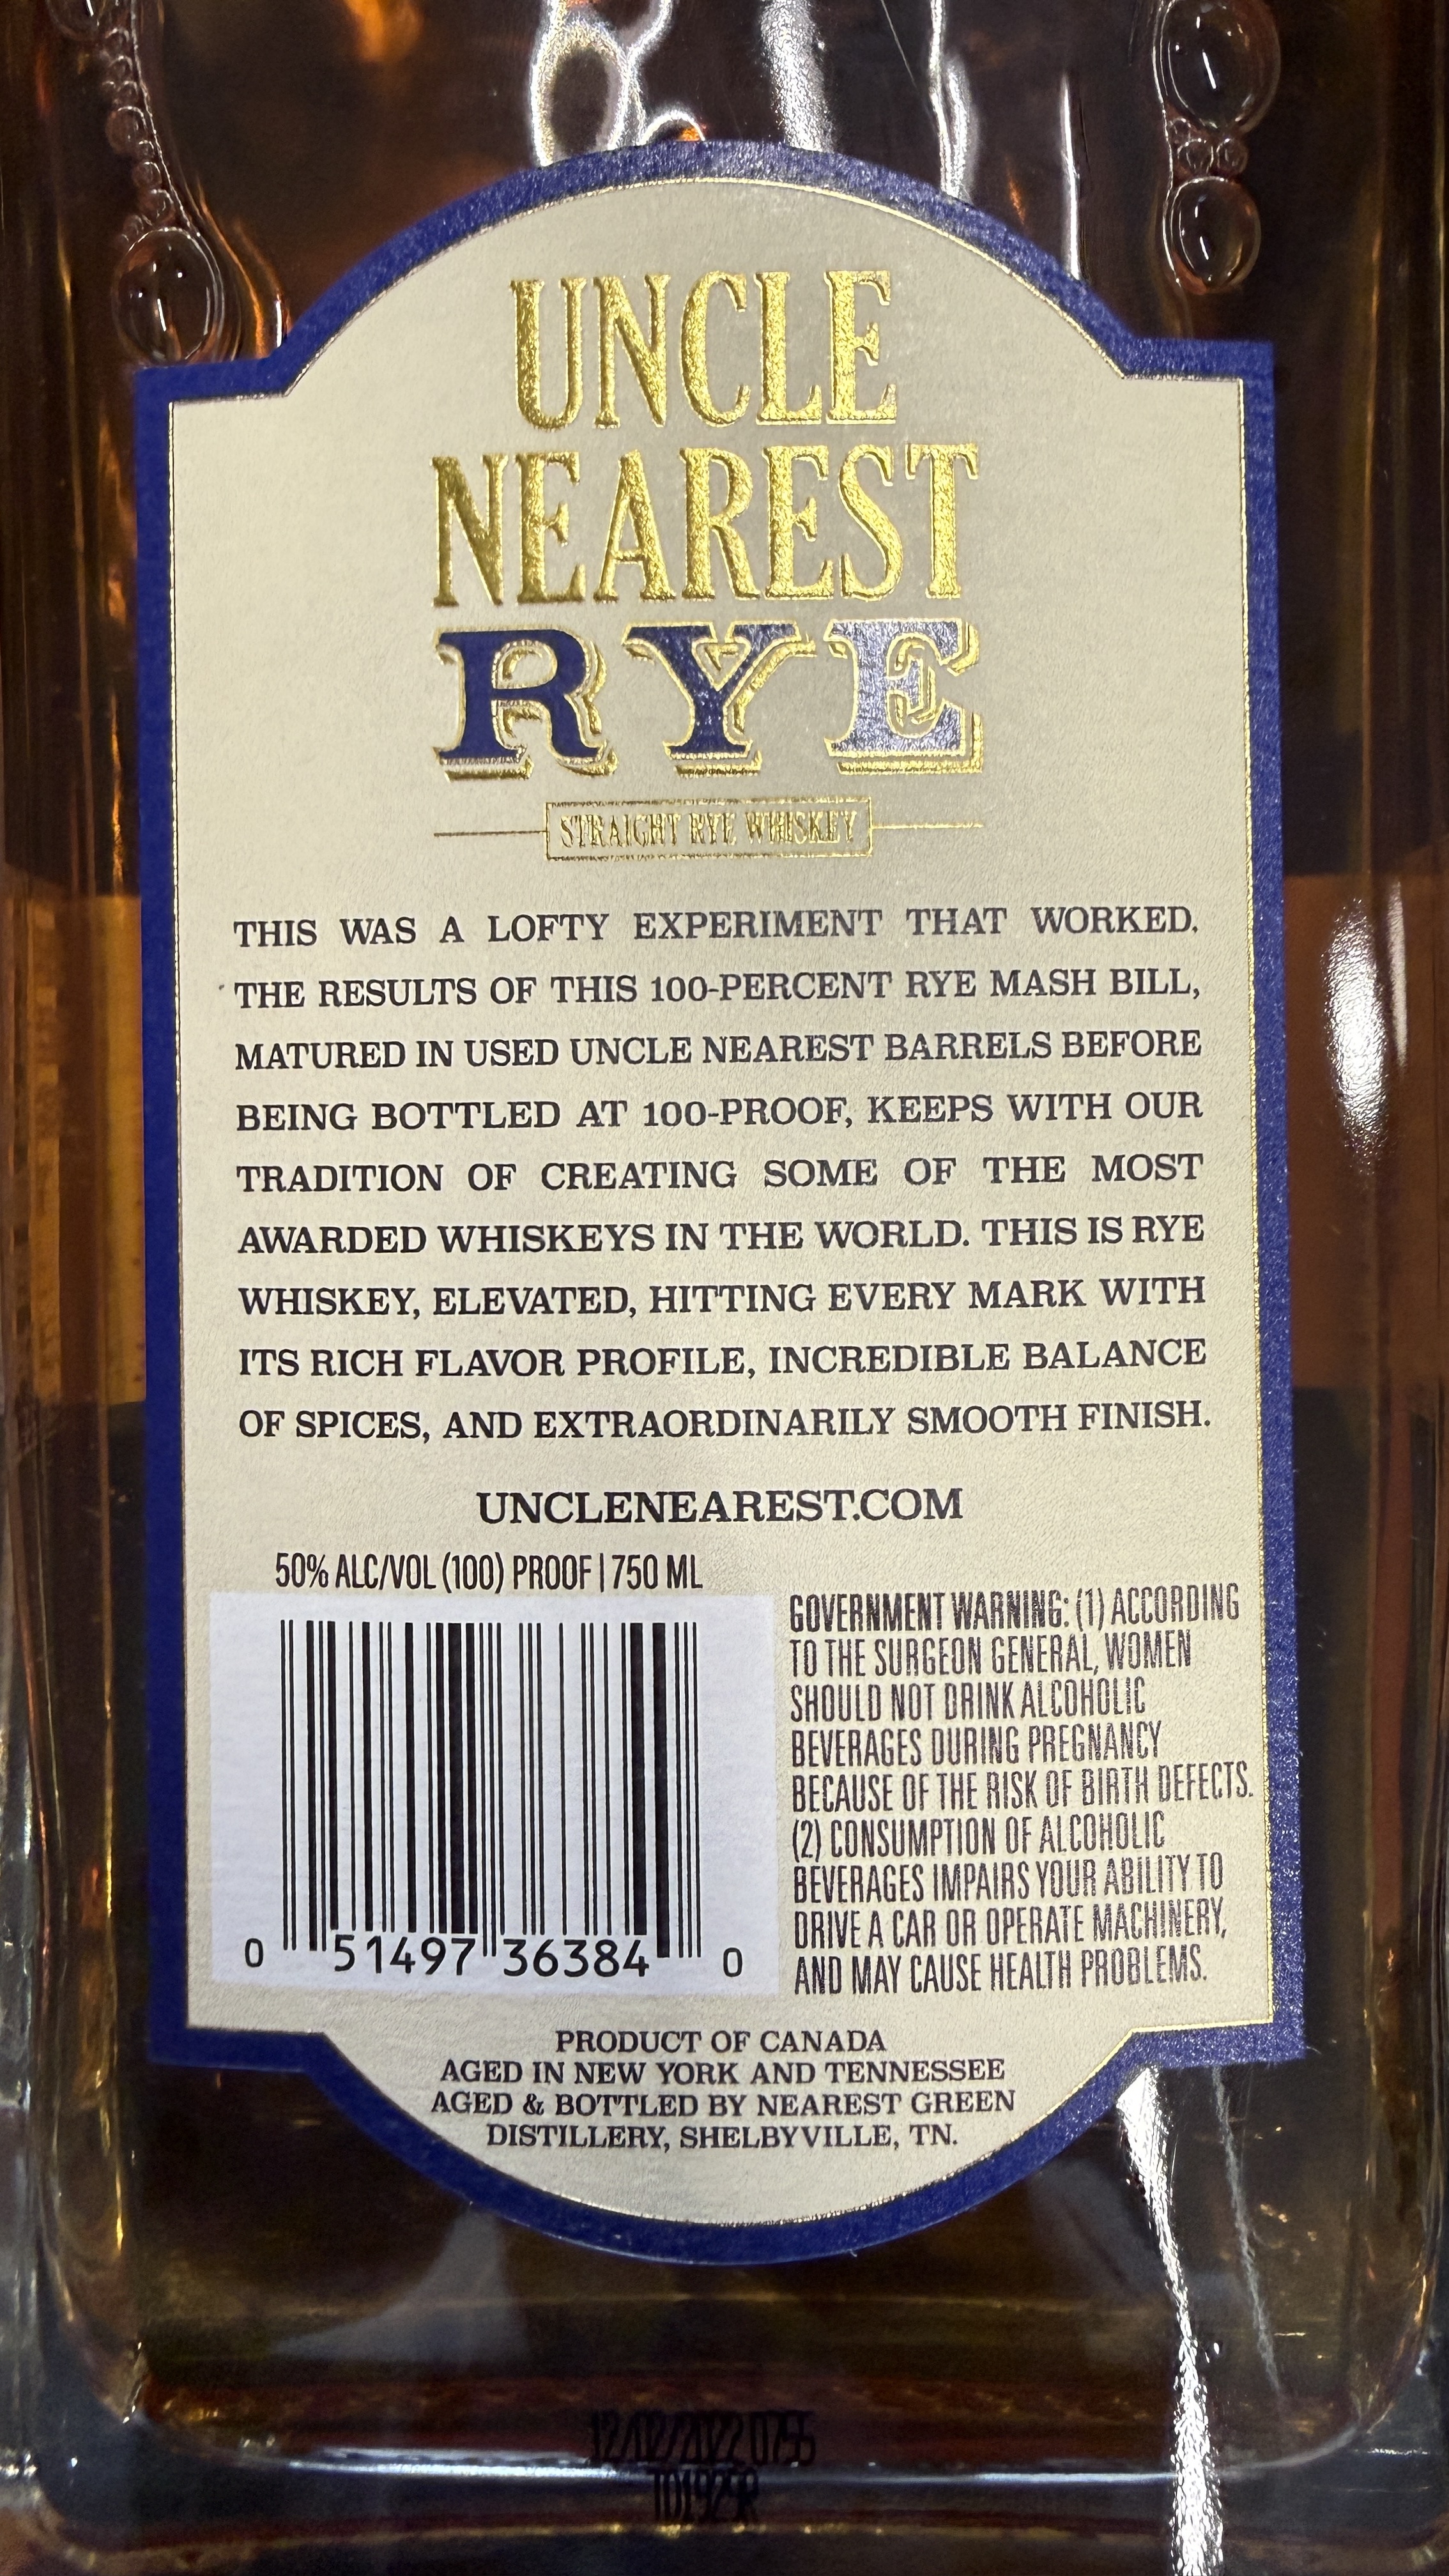 UNCLE
NEAREST
RYE
STRAIGHT RYE WHISKEY
THIS WAS A LOFTY EXPERIMENT THAT WORKED.
THE RESULTS OF THIS 100-PERCENT RYE MASH BILL,
MATURED IN USED UNCLE NEAREST BARRELS BEFORE
BEING BOTTLED AT 100-PROOF, KEEPS WITH OUR
TRADITION OF CREATING SOME OF THE MOST
AWARDED WHISKEYS IN THE WORLD. THIS IS RYE
WHISKEY, ELEVATED, HITTING EVERY MARK WITH
ITS RICH FLAVOR PROFILE, INCREDIBLE BALANCE
OF SPICES, AND EXTRAORDINARILY SMOOTH FINISH.
UNCLENEAREST.COM
50% ALC/VOL (100) PROOF | 750 ML
0 51497 36384 0
GOVERNMENT WARNING: (1) ACCORDING
TO THE SURGEON GENERAL, WOMEN
SHOULD NOT DRINK ALCOHOLIC
BEVERAGES DURING PREGNANCY
BECAUSE OF THE RISK OF BIRTH DEFECTS.
(2) CONSUMPTION OF ALCOHOLIC
BEVERAGES IMPAIRS YOUR ABILITY TO
DRIVE A CAR OR OPERATE MACHINERY,
AND MAY CAUSE HEALTH PROBLEMS.
PRODUCT OF CANADA
AGED IN NEW YORK AND TENNESSEE
AGED & BOTTLED BY NEAREST GREEN
DISTILLERY, SHELBYVILLE, TN.